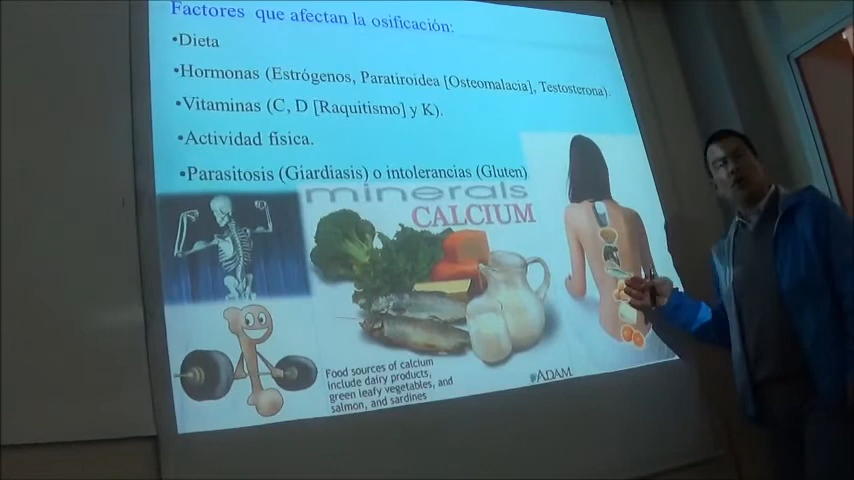 Factores que afectan la osificación:
•Dieta
•Hormonas (Estrógenos, Paratiroidea [Osteomalacia], Testosterona).
•Vitaminas (C, D [Raquitismo] y K).
•Actividad física.
•Parasitosis (Giardiasis) o intolerancias (Gluten)
minerals
CALCIUM
Food sources of calcium
include dairy products,
green leafy vegetables, and
salmon, and sardines
ADAM